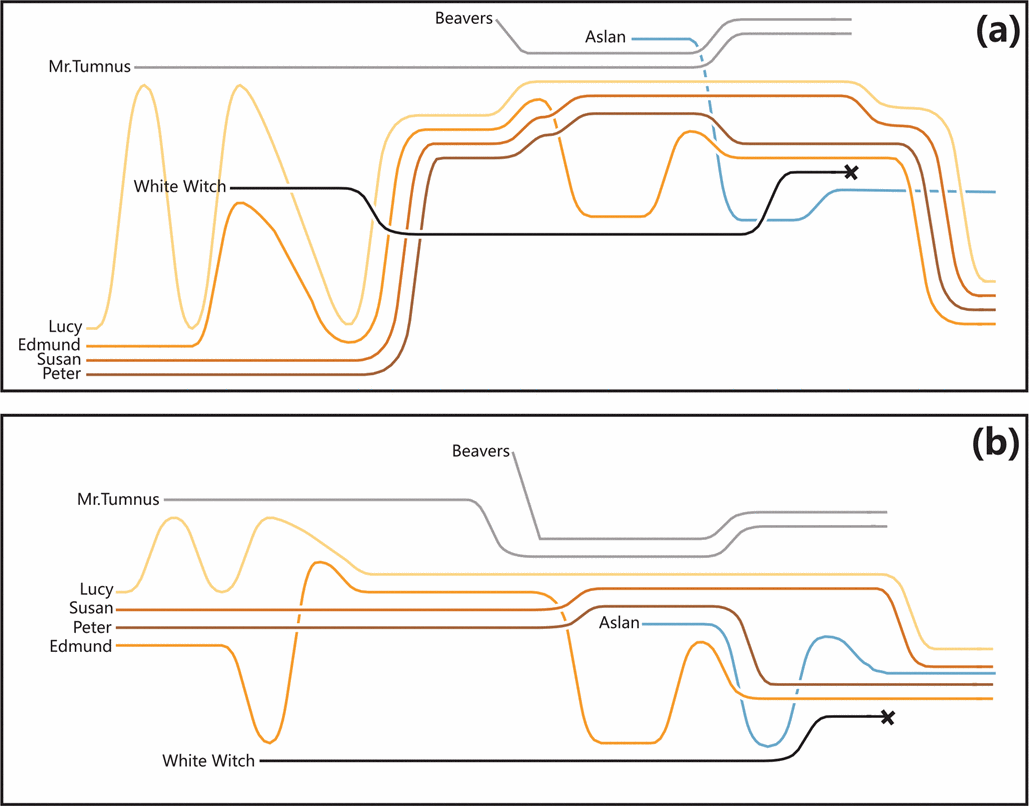 Beavers
(a)
Aslan
Mr.Tumnus
White Witch
Lucy
Edmund
Susan
Peter
(b)
Beavers
Mr.Tumnus
Lucy
Susan
Peter
Aslan
Edmund
White Witch